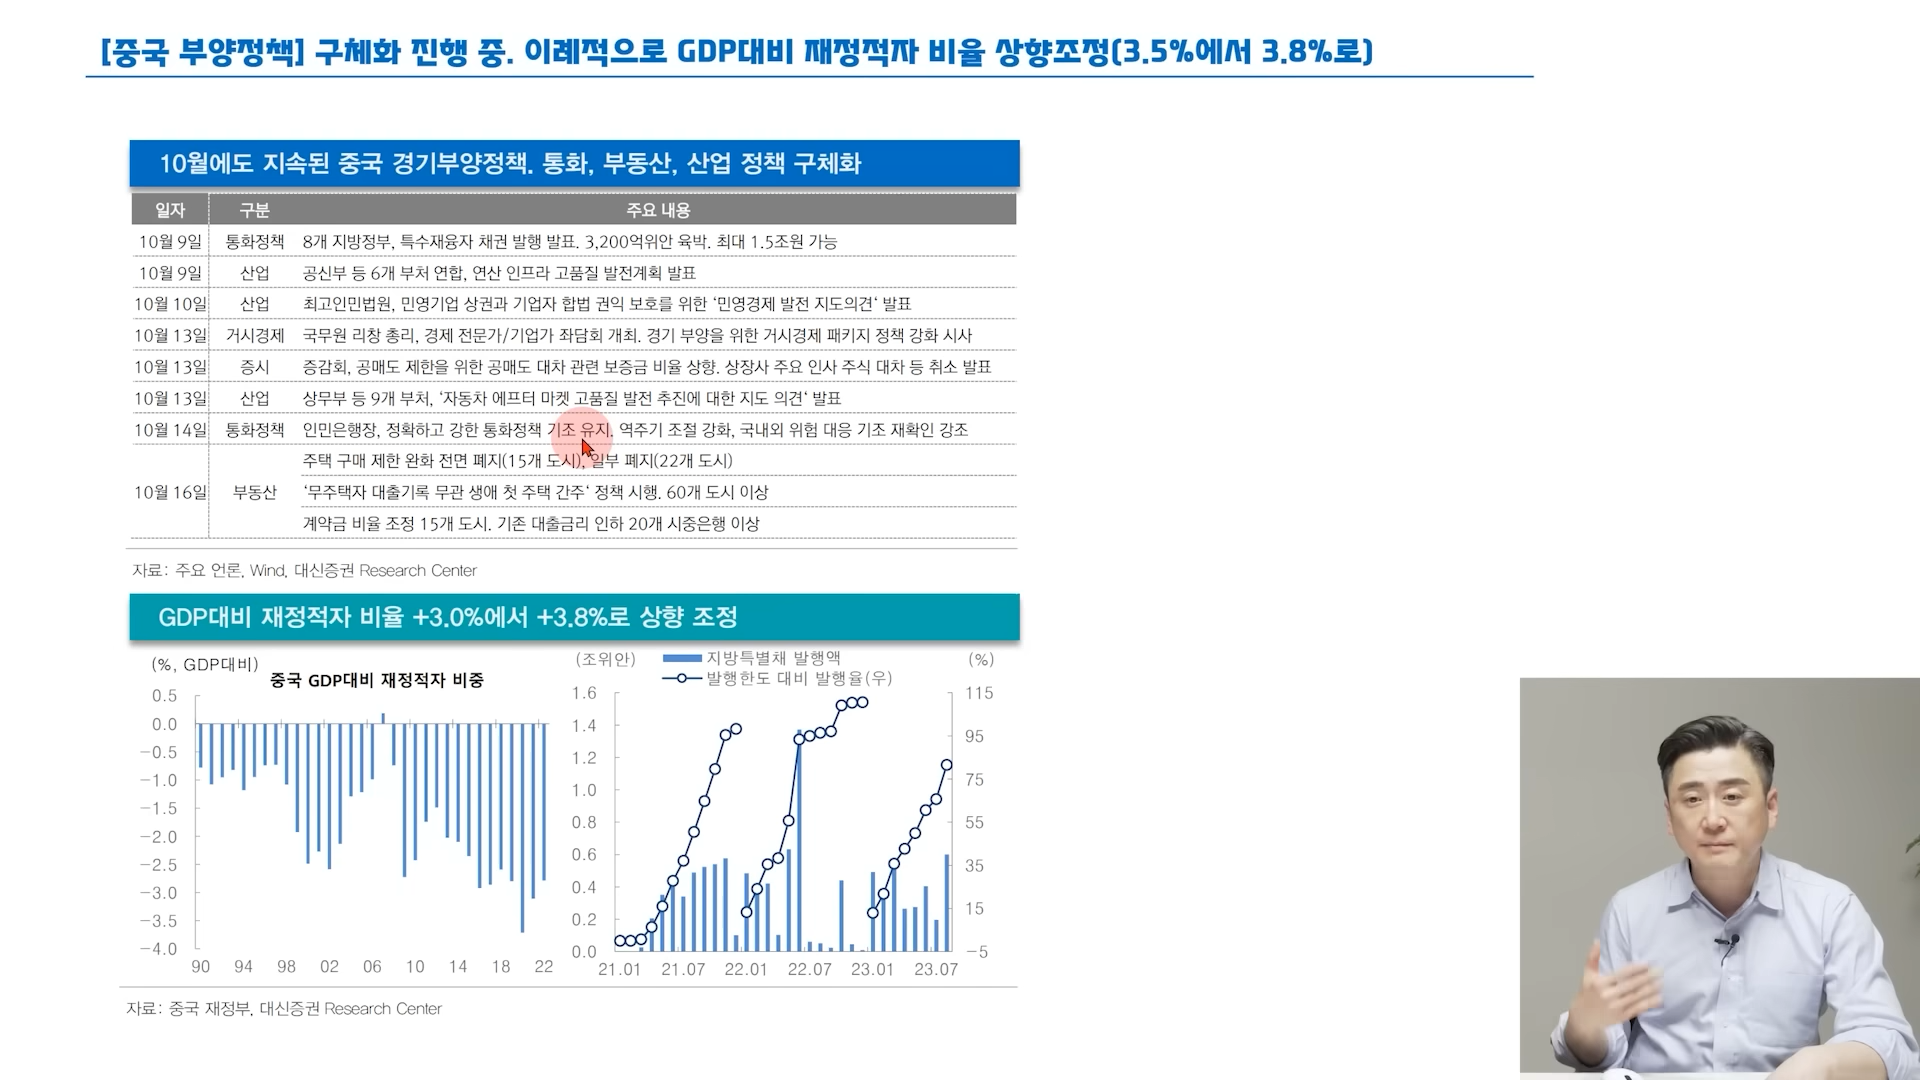 [중국 부양정책] 구체화 진행 중. 이례적으로 GDP대비 재정적자 비율 상향조정(3.5%에서 3.8%로)
10월에도 지속된 중국 경기부양정책. 통화, 부동산, 산업 정책 구체화
일자 구분 주요 내용
10월 9일 통화정책 8개 지방정부, 특수재융자 채권 발행 발표. 3,200억위안 육박. 최대 1.5조원 가능
10월 9일 산업 공신부 등 6개 부처 연합, 연산 인프라 고품질 발전계획 발표
10월 10일 산업 최고인민법원, 민영기업 상권과 기업자 합법 권익 보호를 위한 ‘민영경제 발전 지도의견‘ 발표
10월 13일 거시경제 국무원 리창 총리, 경제 전문가/기업가 좌담회 개최. 경기 부양을 위한 거시경제 패키지 정책 강화 시사
10월 13일 증시 증감회, 공매도 제한을 위한 공매도 대차 관련 보증금 비율 상향. 상장사 주요 인사 주식 대차 등 취소 발표
10월 13일 산업 상무부 등 9개 부처, ‘자동차 에프터 마켓 고품질 발전 추진에 대한 지도 의견‘ 발표
10월 14일 통화정책 인민은행장, 정확하고 강한 통화정책 기조 유지. 역주기 조절 강화, 국내외 위험 대응 기조 재확인 강조
주택 구매 제한 완화 전면 폐지(15개 도시), 일부 폐지(22개 도시)
10월 16일 부동산 ‘무주택자 대출기록 무관 생애 첫 주택 간주‘ 정책 시행. 60개 도시 이상
계약금 비율 조정 15개 도시. 기존 대출금리 인하 20개 시중은행 이상
자료: 주요 언론, Wind, 대신증권 Research Center
GDP대비 재정적자 비율 +3.0%에서 +3.8%로 상향 조정
(%, GDP대비)
중국 GDP대비 재정적자 비중
0.5
0.0
-0.5
-1.0
-1.5
-2.0
-2.5
-3.0
-3.5
-4.0
90 94 98 02 06 10 14 18 22
(조위안) 지방특별채 발행액 (%)
발행한도 대비 발행율(우)
1.6 115
1.4 95
1.2 75
1.0 55
0.8 35
0.6 15
0.4 -5
0.2
0.0
21.01 21.07 22.01 22.07 23.01 23.07
자료: 중국 재정부, 대신증권 Research Center